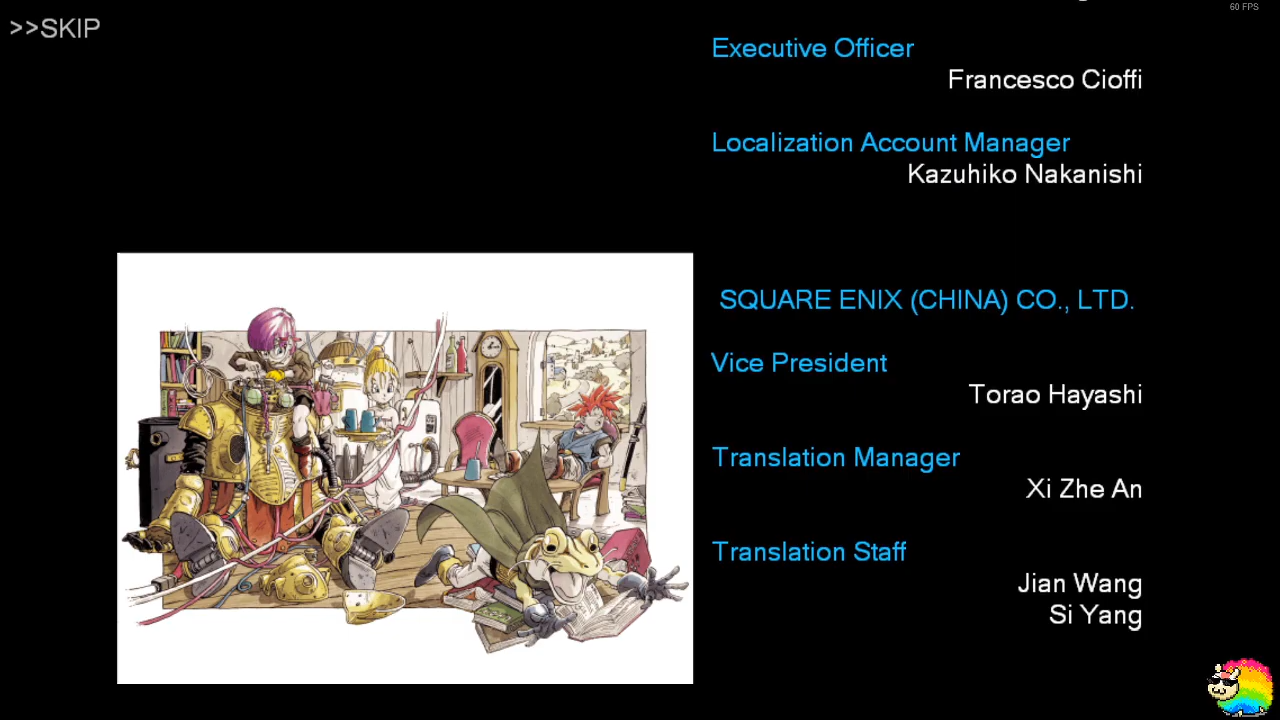 >>SKIP
60 FPS
Executive Officer
Francesco Cioffi
Localization Account Manager
Kazuhiko Nakanishi
SQUARE ENIX (CHINA) CO., LTD.
Vice President
Torao Hayashi
Translation Manager
Xi Zhe An
Translation Staff
Jian Wang
Si Yang